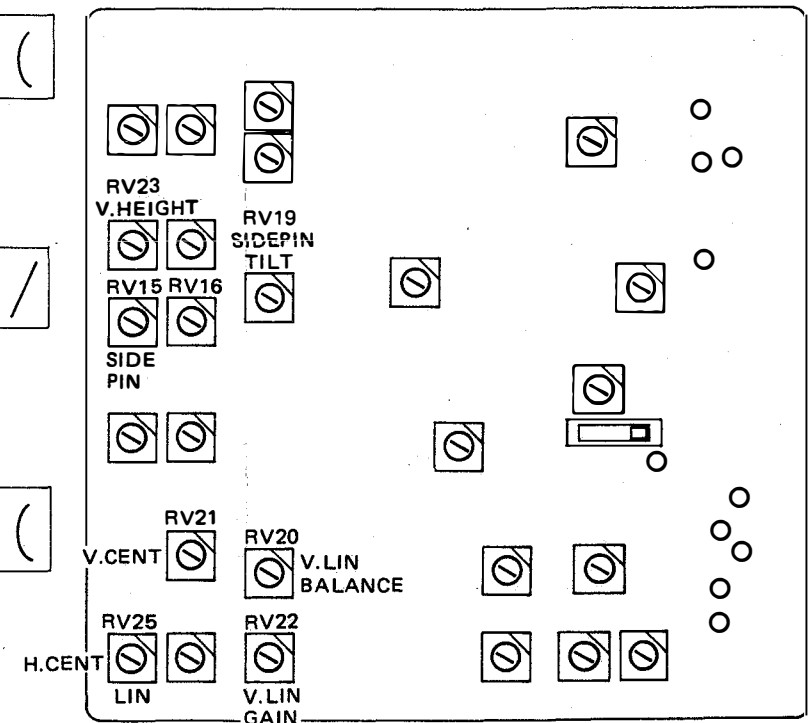 RV23
V.HEIGHT
RV19
SIDEPIN
TILT
RV15 RV16
SIDE
PIN
RV21
V.CENT
RV20
V.LIN
BALANCE
RV25
H.CENT
LIN
RV22
V.LIN
GAIN